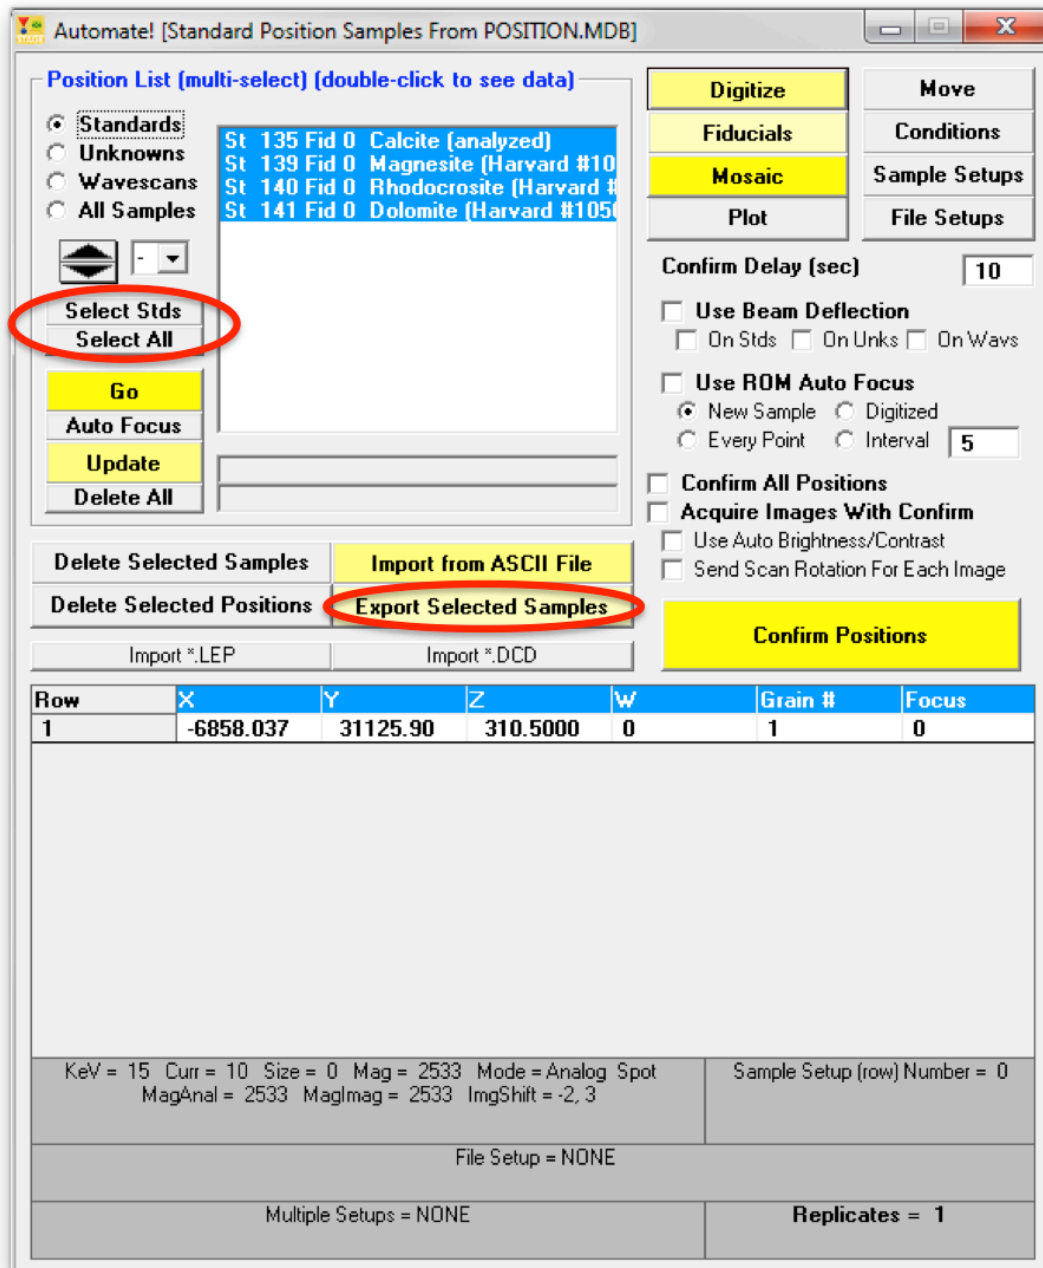 Automate! [Standard Position Samples From POSITION.MDB]
Position List (multi-select) (double-click to see data)
Standards
Unknowns
Wavescans
All Samples
St 135 Fid 0 Calcite (analyzed)
St 139 Fid 0 Magnesite (Harvard #10
St 140 Fid 0 Rhodocrosite (Harvard #
St 141 Fid 0 Dolomite (Harvard #105
-
Select Stds
Select All
Go
Auto Focus
Update
Delete All
Digitize
Move
Fiducials
Conditions
Mosaic
Sample Setups
Plot
File Setups
Confirm Delay (sec) 10
Use Beam Deflection
On Stds On Unks On Wavs
Use ROM Auto Focus
New Sample Digitized
Every Point Interval 5
Confirm All Positions
Acquire Images With Confirm
Use Auto Brightness/Contrast
Send Scan Rotation For Each Image
Delete Selected Samples Import from ASCII File
Delete Selected Positions Export Selected Samples
Import *.LEP Import *.DCD
Confirm Positions
Row X Y Z W Grain # Focus
1 -6858.037 31125.90 310.5000 0 1 0
KeV = 15 Curr = 10 Size = 0 Mag = 2533 Mode = Analog Spot
MagAnal = 2533 MagImag = 2533 ImgShift = -2, 3
Sample Setup (row) Number = 0
File Setup = NONE
Multiple Setups = NONE
Replicates = 1